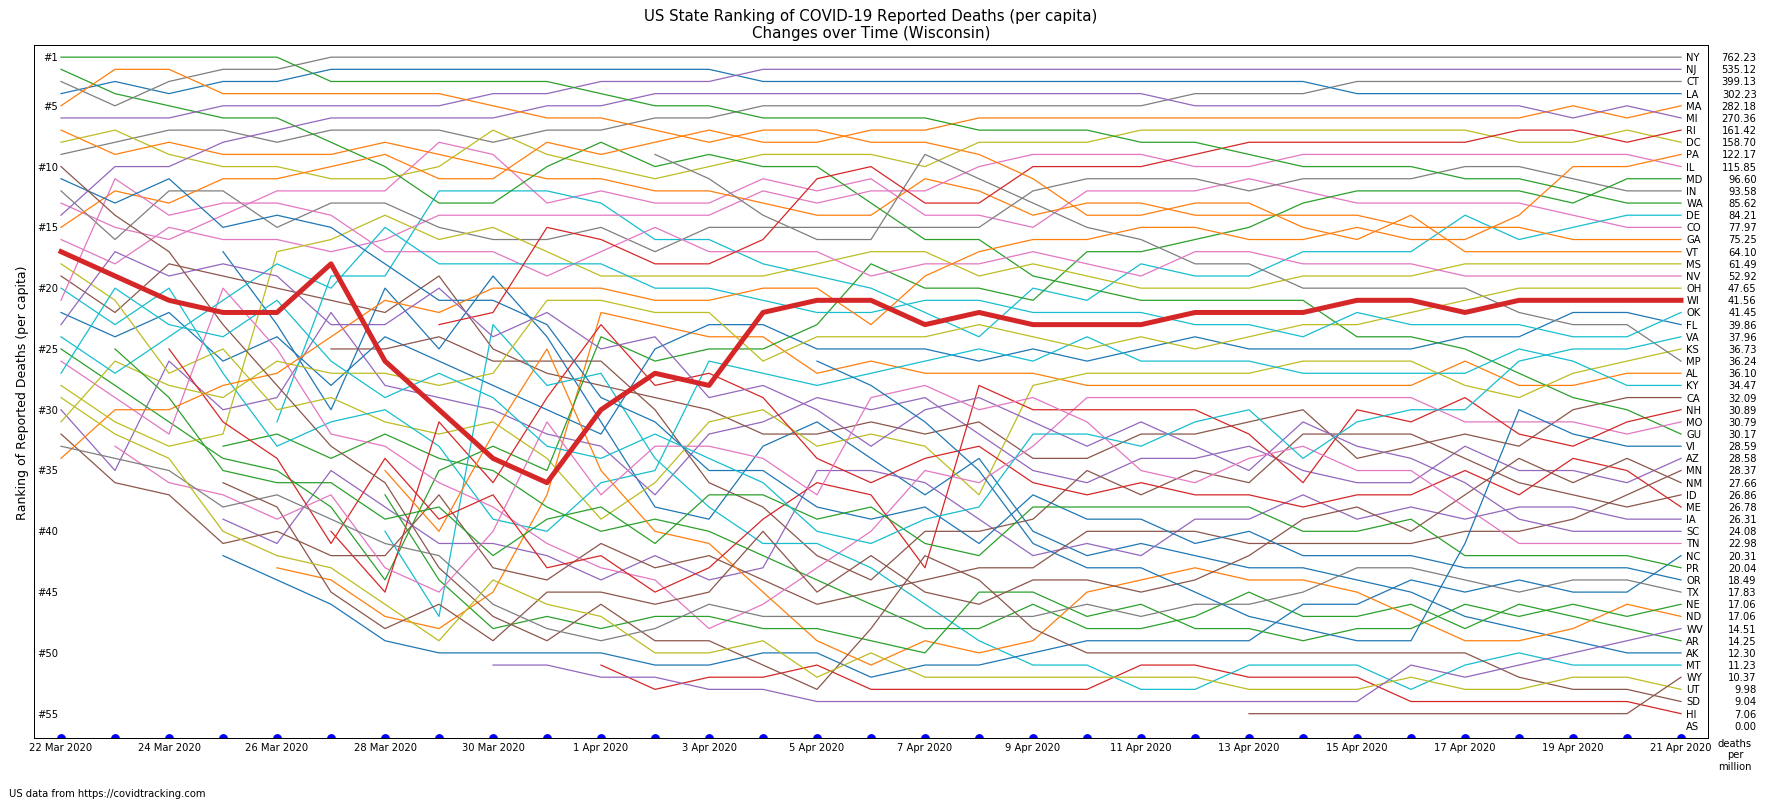 US State Ranking of COVID-19 Reported Deaths (per capita)
Changes over Time (Wisconsin)
Ranking of Reported Deaths (per capita)
#1
#5
#10
#15
#20
#25
#30
#35
#40
#45
#50
#55
NY 762.23
NJ 535.12
CT 399.13
LA 302.23
MA 282.18
MI 270.36
RI 161.42
DC 158.70
PA 122.17
IL 115.85
MD 96.60
IN 93.58
WA 85.62
DE 84.21
CO 77.97
GA 75.25
VT 64.10
MS 61.49
NV 52.92
OH 47.65
WI 41.56
OK 41.45
FL 39.86
VA 37.96
KS 36.73
MP 36.24
AL 36.10
KY 34.47
CA 32.09
NH 30.89
MO 30.79
GU 30.17
VI 28.59
AZ 28.58
MN 28.37
NM 27.66
ID 26.86
ME 26.78
IA 26.31
SC 24.08
TN 22.98
NC 20.31
PR 20.04
OR 18.49
TX 17.83
NE 17.06
ND 17.06
WV 14.51
AR 14.25
AK 12.30
MT 11.23
WY 10.37
UT 9.98
SD 9.04
HI 7.06
AS 0.00
22 Mar 2020
24 Mar 2020
26 Mar 2020
28 Mar 2020
30 Mar 2020
1 Apr 2020
3 Apr 2020
5 Apr 2020
7 Apr 2020
9 Apr 2020
11 Apr 2020
13 Apr 2020
15 Apr 2020
17 Apr 2020
19 Apr 2020
21 Apr 2020
deaths
per
million
US data from https://covidtracking.com